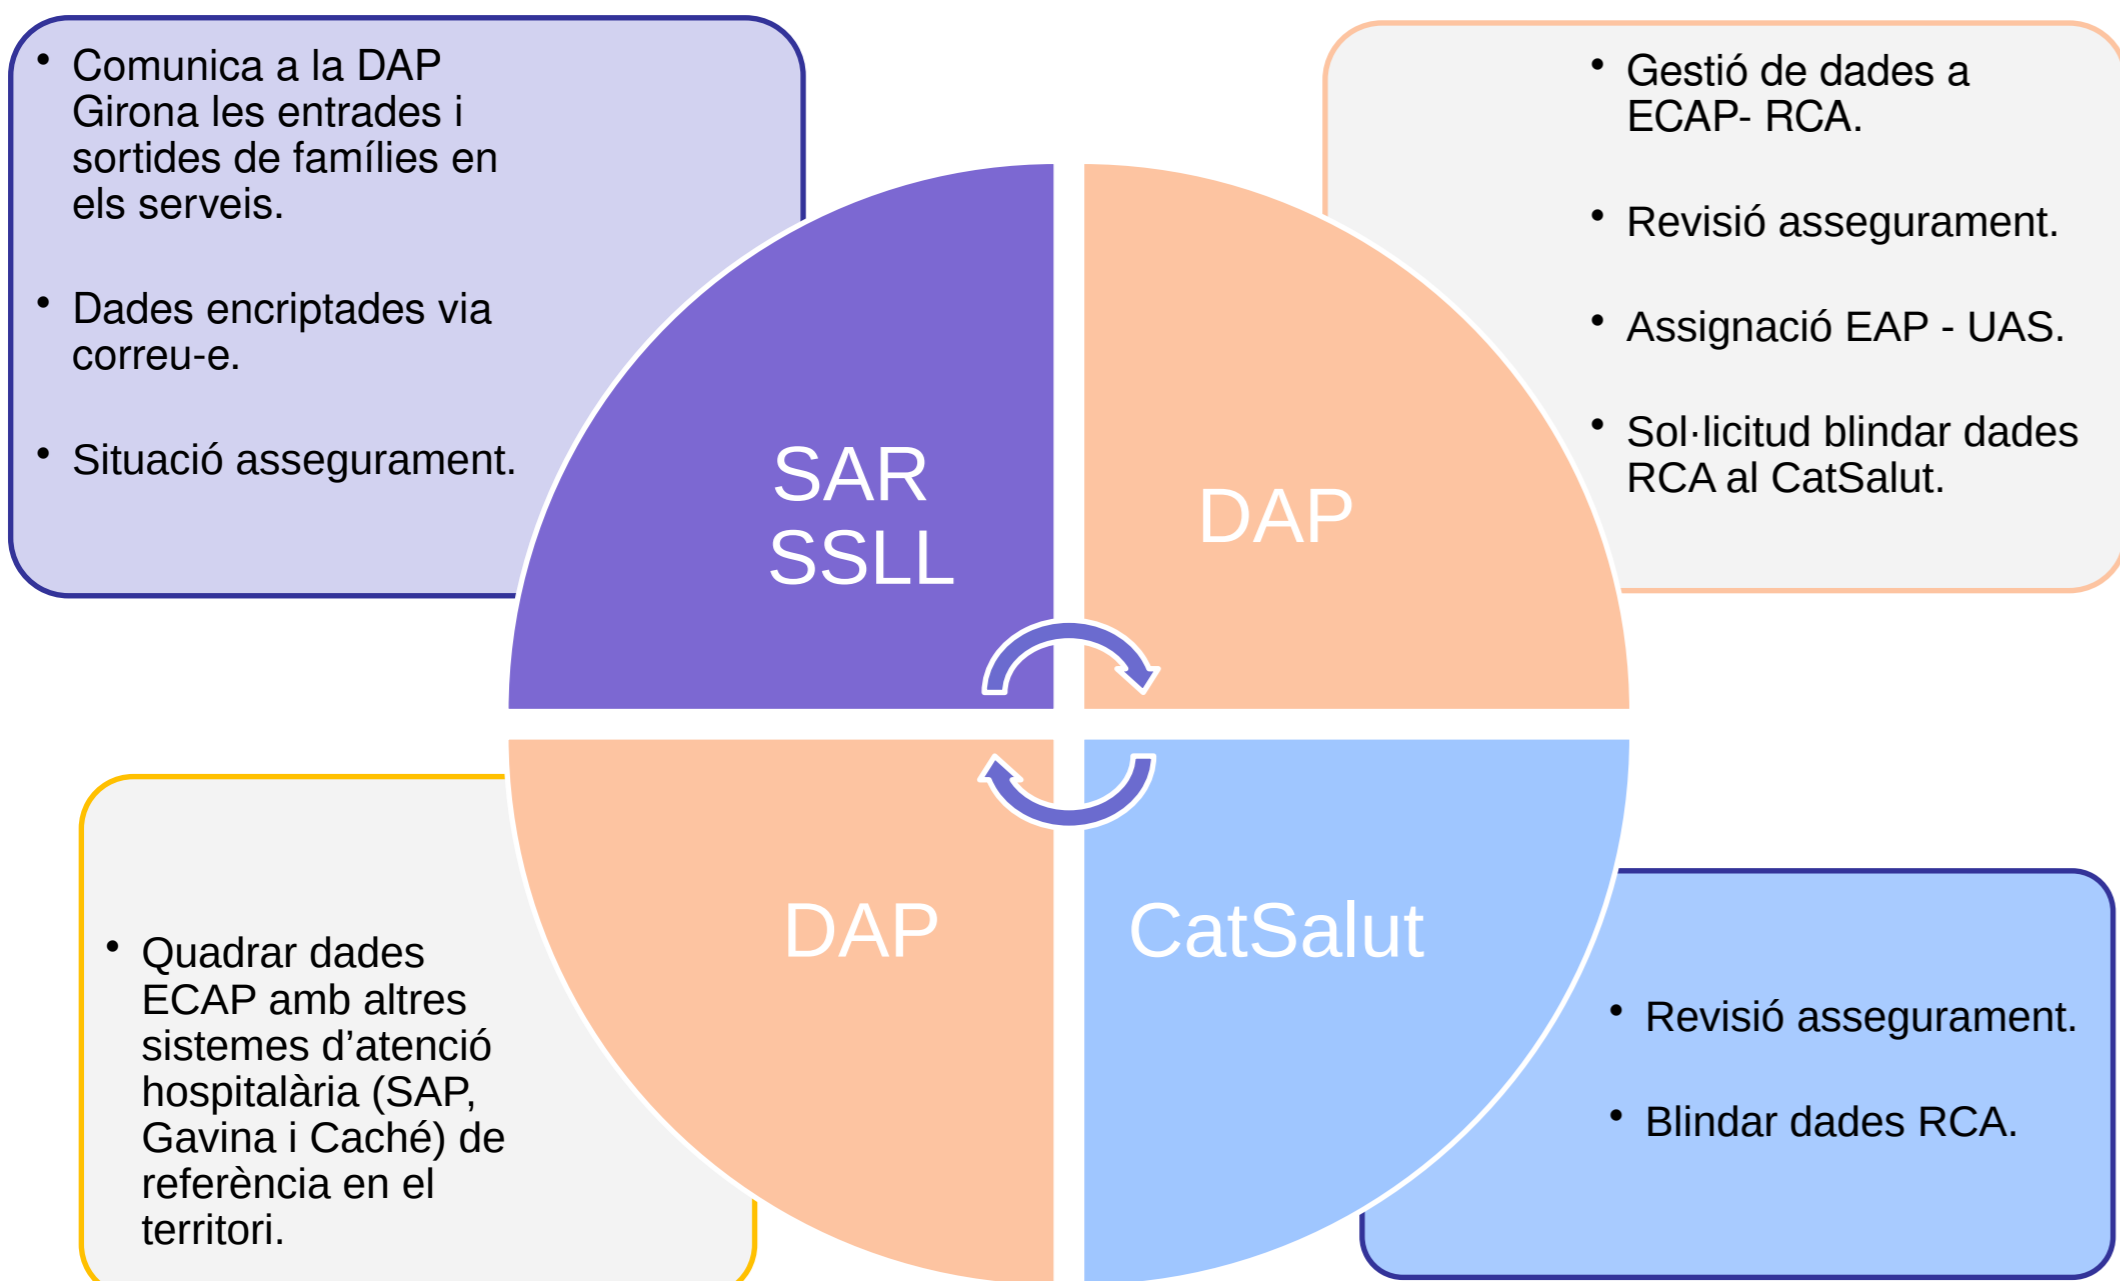 • Comunica a la DAP
Girona les entrades i
sortides de famílies en
els serveis.
• Dades encriptades via
correu-e.
• Situació assegurament.
• Gestió de dades a
ECAP- RCA.
• Revisió assegurament.
• Assignació EAP - UAS.
• Sol·licitud blindar dades
RCA al CatSalut.
SAR
SSLL
DAP
DAP
CatSalut
• Quadrar dades
ECAP amb altres
sistemes d’atenció
hospitalària (SAP,
Gavina i Caché) de
referència en el
territori.
• Revisió assegurament.
• Blindar dades RCA.